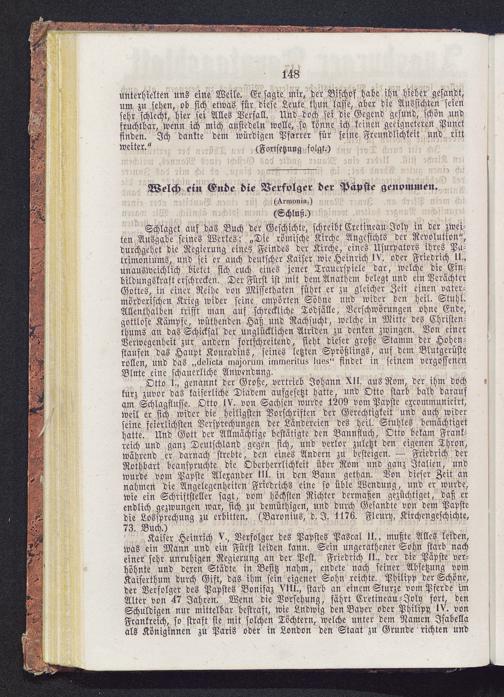 148
unterhielten uns eine Weile. Er sagte mir, der Bischof habe ihn hieher gesandt,
um zu sehen, ob sich etwas für diese Leute thun lasse, aber die Aussichten seien
sehr schlecht, hier sei Alles Verfall. Und doch sei die Gegend gesund, schön und
fruchtbar, wenn ich mich ansiedeln wolle, so könne ich keinen geeigneteren Punct
finden. Ich dankte dem würdigen Pfarrer für seine Freundlichkeit und ritt
weiter."
(Fortsetzung folgt.)
Welch ein Ende die Verfolger der Päpste genommen.
(Armonia.)
(Schluß.)
Schlaget auf das Buch der Geschichte, schreibt Cretineau-Joly in der zwei-
ten Ausgabe seines Werkes: „Die römische Kirche Angesichts der Revolution",
durchgehet die Regierung eines Feindes der Kirche, eines Usurpators ihres Pa-
trimoniums, und sei er auch deutscher Kaiser wie Heinrich IV. oder Friedrich II.,
unausweichlich bietet sich euch eines jener Trauerspiele dar, welche die Ein-
bildungskraft erschrecken. Der Fürst ist mit dem Anathem belegt und ein Verächter
Gottes, in einer Reihe von Missethaten führt er zu gleicher Zeit einen vater-
mörderischen Krieg wider seine empörten Söhne und wider den heil. Stuhl.
Allenthalben trifft man auf schreckliche Todfälle, Verschwörungen ohne Ende,
gottlose Kämpfe, wüthenden Haß und Rachsucht, welche in Mitte des Christen-
thums an das Schicksal der unglücklichen Atriden zu denken zwingen. Von einer
Verwegenheit zur andern fortschreitend, sieht dieser große Stamm der Hohen-
staufen das Haupt Konradins, seines letzten Sprößlings, auf dem Blutgerüste
rollen, und das „delicta majorum immeritus lues" findet in seinem vergossenen
Blute eine schauerliche Anwendung.
Otto I., genannt der Große, vertrieb Johann XII. aus Rom, der ihm doch
kurz zuvor das kaiserliche Diadem aufgesetzt hatte, und Otto starb bald darauf
am Schlagflusse. Otto IV. von Sachsen wurde 1209 vom Papste excommunicirt,
weil er sich wider die heiligsten Vorschriften der Gerechtigkeit und auch wider
seine feierlichsten Versprechungen der Ländereien des heil. Stuhles bemächtiget
hatte. Und Gott der Allmächtige bestätigte den Bannfluch, Otto bekam Frank-
reich und ganz Deutschland gegen sich, und verlor zuletzt den eigenen Thron,
während er darnach strebte, den eines Andern zu besteigen. — Friedrich der
Rothbart beanspruchte die Oberherrlichkeit über Rom und ganz Italien, und
wurde vom Papste Alexander III. in den Bann gethan. Von dieser Zeit an
nahmen die Angelegenheiten Friedrichs eine so üble Wendung, und er wurde,
wie ein Schriftsteller sagt, vom höchsten Richter dermaßen gezüchtiget, daß er
endlich gezwungen war, sich zu demüthigen, und durch Gesandte von dem Papste
die Lossprechung zu erbitten. (Baronius, d. J. 1176. Fleury, Kirchengeschichte,
73. Buch.)
Kaiser Heinrich V., Verfolger des Papstes Pascal II., mußte Alles leiden,
was ein Mann und ein Fürst leiden kann. Sein ungerathener Sohn starb nach
einer sehr unruhigen Regierung an der Pest. Friedrich II., der die Päpste ver-
höhnte und deren Städte in Besitz nahm, endete nach seiner Absetzung vom
Kaiserthum durch Gift, das ihm sein eigener Sohn reichte. Philipp der Schöne,
der Verfolger des Papstes Bonifaz VIII., starb an einem Sturze vom Pferde im
Alter von 47 Jahren. Wenn die Vorsehung, fährt Cretineau-Joly fort, den
Schuldigen nur mittelbar bestraft, wie Ludwig den Bayer oder Philipp IV. von
Frankreich, so straft sie mit solchen Töchtern, welche unter dem Namen Isabella
als Königinnen zu Paris oder in London den Staat zu Grunde richten und